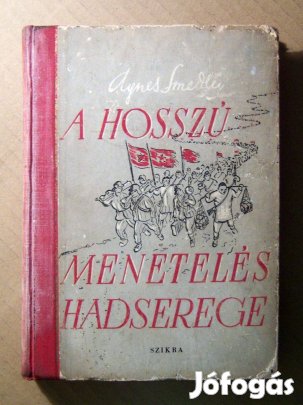 Agnes Smedley
A HOSSZÚ
MENETELÉS
HADSEREGE
SZIKRA
Jófogás